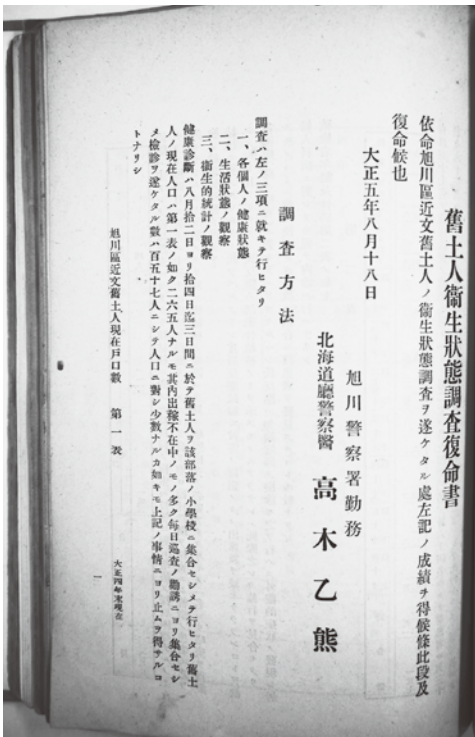 舊土人衞生狀態調査復命書
依命旭川區近文舊土人ノ衞生狀態調査ヲ遂ケタル處左記ノ成績ヲ得候條此段及
復命候也
大正五年八月十八日
旭川警察署勤務
北海道廳警察醫 高木乙熊
調査方法
調査ハ左ノ三項ニ就キテ行ヒタリ
一、各個人ノ健康狀態
二、生活狀態ノ觀察
三、衞生的統計ノ觀察
健康診斷ハ八月拾二日ヨリ拾四日迄三日間ニ於テ舊土人ヲ該部落ノ小學校ニ集合セシメテ行ヒタリ舊土
人ノ現在人口ハ第一表ノ如ク二六五人ナルモ其内出稼不在中ノモノ多ク毎日巡査ノ勸誘ニヨリ集合セシ
メ檢診ヲ遂ケタル數ハ百五十七人ニシテ人口ニ對シ少數ナルカ如キモ上記ノ事情ニヨリ止ムヲ得サルコ
トナリシ
旭川區近文舊土人現在戸口數 第一表
大正四年末現在
一